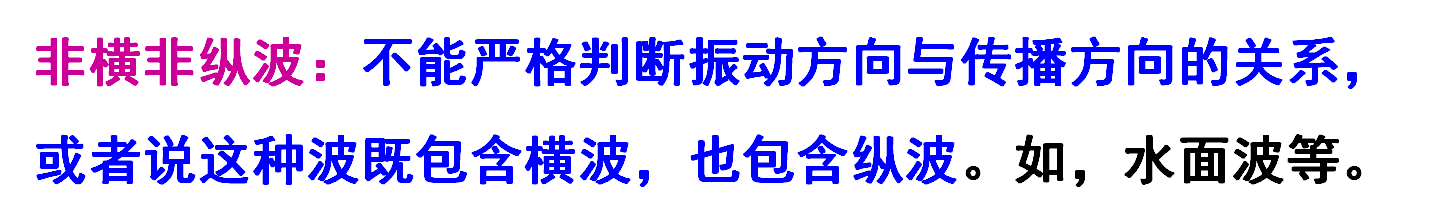 非横非纵波：不能严格判断振动方向与传播方向的关系，
或者说这种波既包含横波，也包含纵波。如，水面波等。